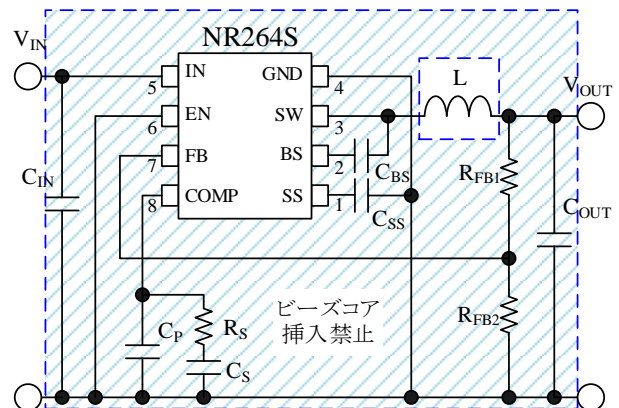 NR264S
V_IN
V_OUT
L
IN
GND
5
4
EN
SW
6
3
FB
BS
7
2
COMP
SS
8
1
C_IN
C_BS
C_SS
R_FB1
C_OUT
ビーズコア
挿入禁止
C_P
R_S
C_S
R_FB2